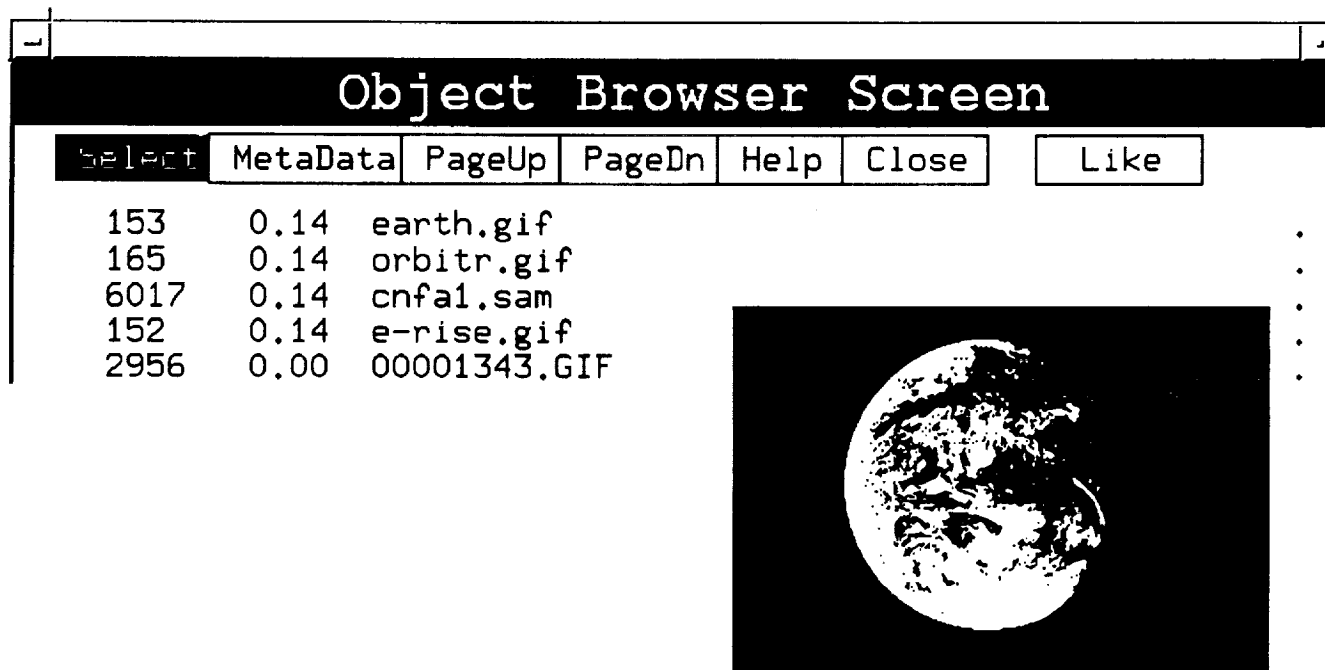 Object Browser Screen
Select MetaData PageUp PageDn Help Close Like
153 0.14 earth.gif .
165 0.14 orbitr.gif .
6017 0.14 cnfa1.sam .
152 0.14 e-rise.gif .
2956 0.00 00001343.GIF .